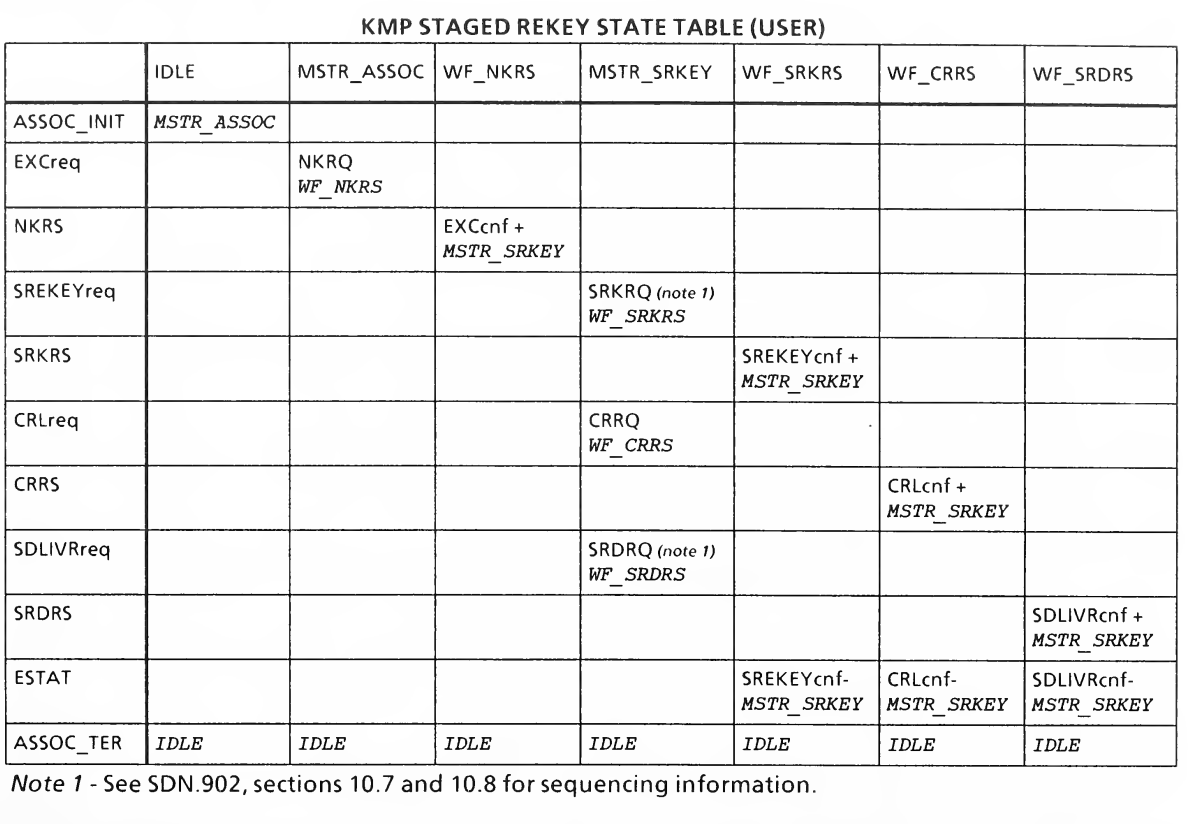 KMP STAGED REKEY STATE TABLE (USER)
IDLE MSTR_ASSOC WF_NKRS MSTR_SRKEY WF_SRKRS WF_CRRS WF_SRDRS
ASSOC_INIT MSTR_ASSOC
EXCreq NKRQ
WF_NKRS
NKRS EXCcnf +
MSTR_SRKEY
SREKEYreq SRKRQ (note 1)
WF_SRKRS
SRKRS SREKEYcnf +
MSTR_SRKEY
CRLreq CRRQ
WF_CRRS
CRRS CRLcnf +
MSTR_SRKEY
SDLIVRreq SRDRQ (note 1)
WF_SRDRS
SRDRS SDLIVRcnf +
MSTR_SRKEY
ESTAT SREKEYcnf- CRLcnf- SDLIVRcnf-
MSTR_SRKEY MSTR_SRKEY MSTR_SRKEY
ASSOC_TER IDLE IDLE IDLE IDLE IDLE IDLE IDLE
Note 1 - See SDN.902, sections 10.7 and 10.8 for sequencing information.